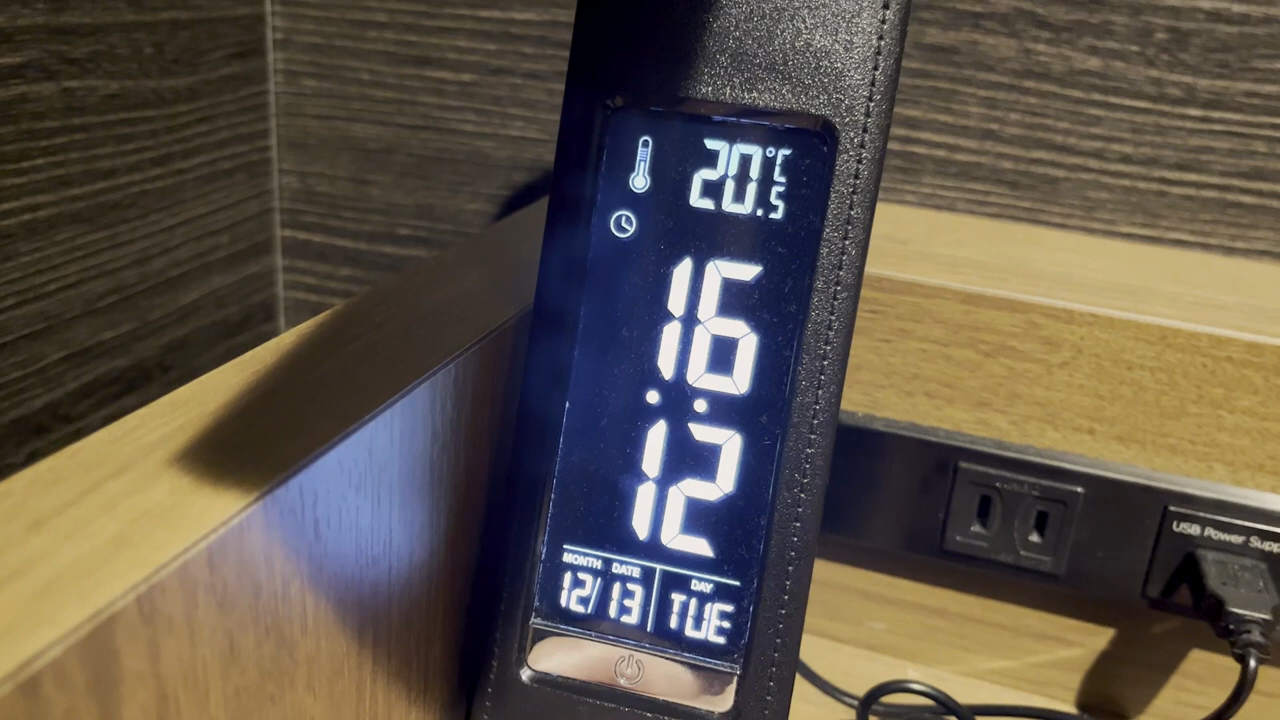 20.5°C
16:12
MONTH DATE DAY
12/13 TUE
USB Power Supp